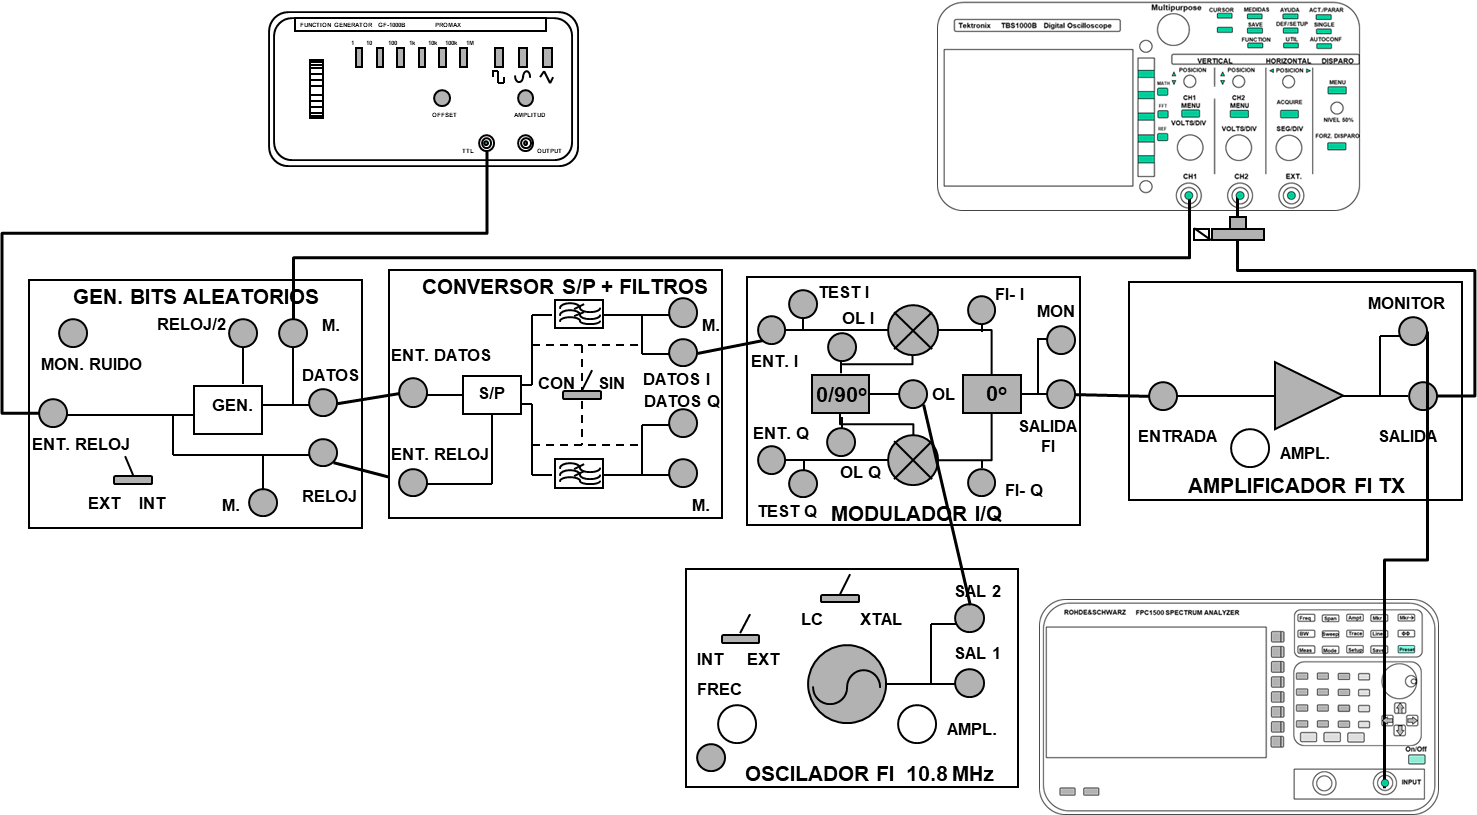 FUNCTION GENERATOR GF-1000B PROMAX
1 10 100 1k 10k 100k 1M
OFFSET
AMPLITUD
TTL
OUTPUT
Multipurpose
CURSOR MEDIDAS AYUDA ACT./PARAR
SAVE DEF/SETUP SINGLE
FUNCTION UTIL AUTOCONF
Tektronix TBS1000B Digital Oscilloscope
VERTICAL HORIZONTAL DISPARO
POSICION POSICION POSICION
MATH
FFT
REF
MENU
CH1 MENU
CH2 MENU
ACQUIRE
NIVEL 50%
VOLTS/DIV VOLTS/DIV SEG/DIV
FORZ. DISPARO
CH1 CH2 EXT.
GEN. BITS ALEATORIOS
RELOJ/2
M.
MON. RUIDO
DATOS
GEN.
ENT. RELOJ
EXT INT
M.
RELOJ
CONVERSOR S/P + FILTROS
M.
ENT. DATOS
S/P
CON SIN
DATOS I
DATOS Q
ENT. RELOJ
M.
TEST I
OL I
FI- I
MON
ENT. I
0/90º
OL
0º
SALIDA
FI
ENT. Q
OL Q
TEST Q
FI- Q
MODULADOR I/Q
MONITOR
ENTRADA
SALIDA
AMPL.
AMPLIFICADOR FI TX
LC XTAL
SAL 2
INT EXT
SAL 1
FREC
AMPL.
OSCILADOR FI 10.8 MHz
ROHDE&SCHWARZ FPC1500 SPECTRUM ANALYZER
Freq Span Ampt Mkr Mkr→
BW Sweep Trace Line
Meas Mode Setup Save Preset
On/Off
INPUT